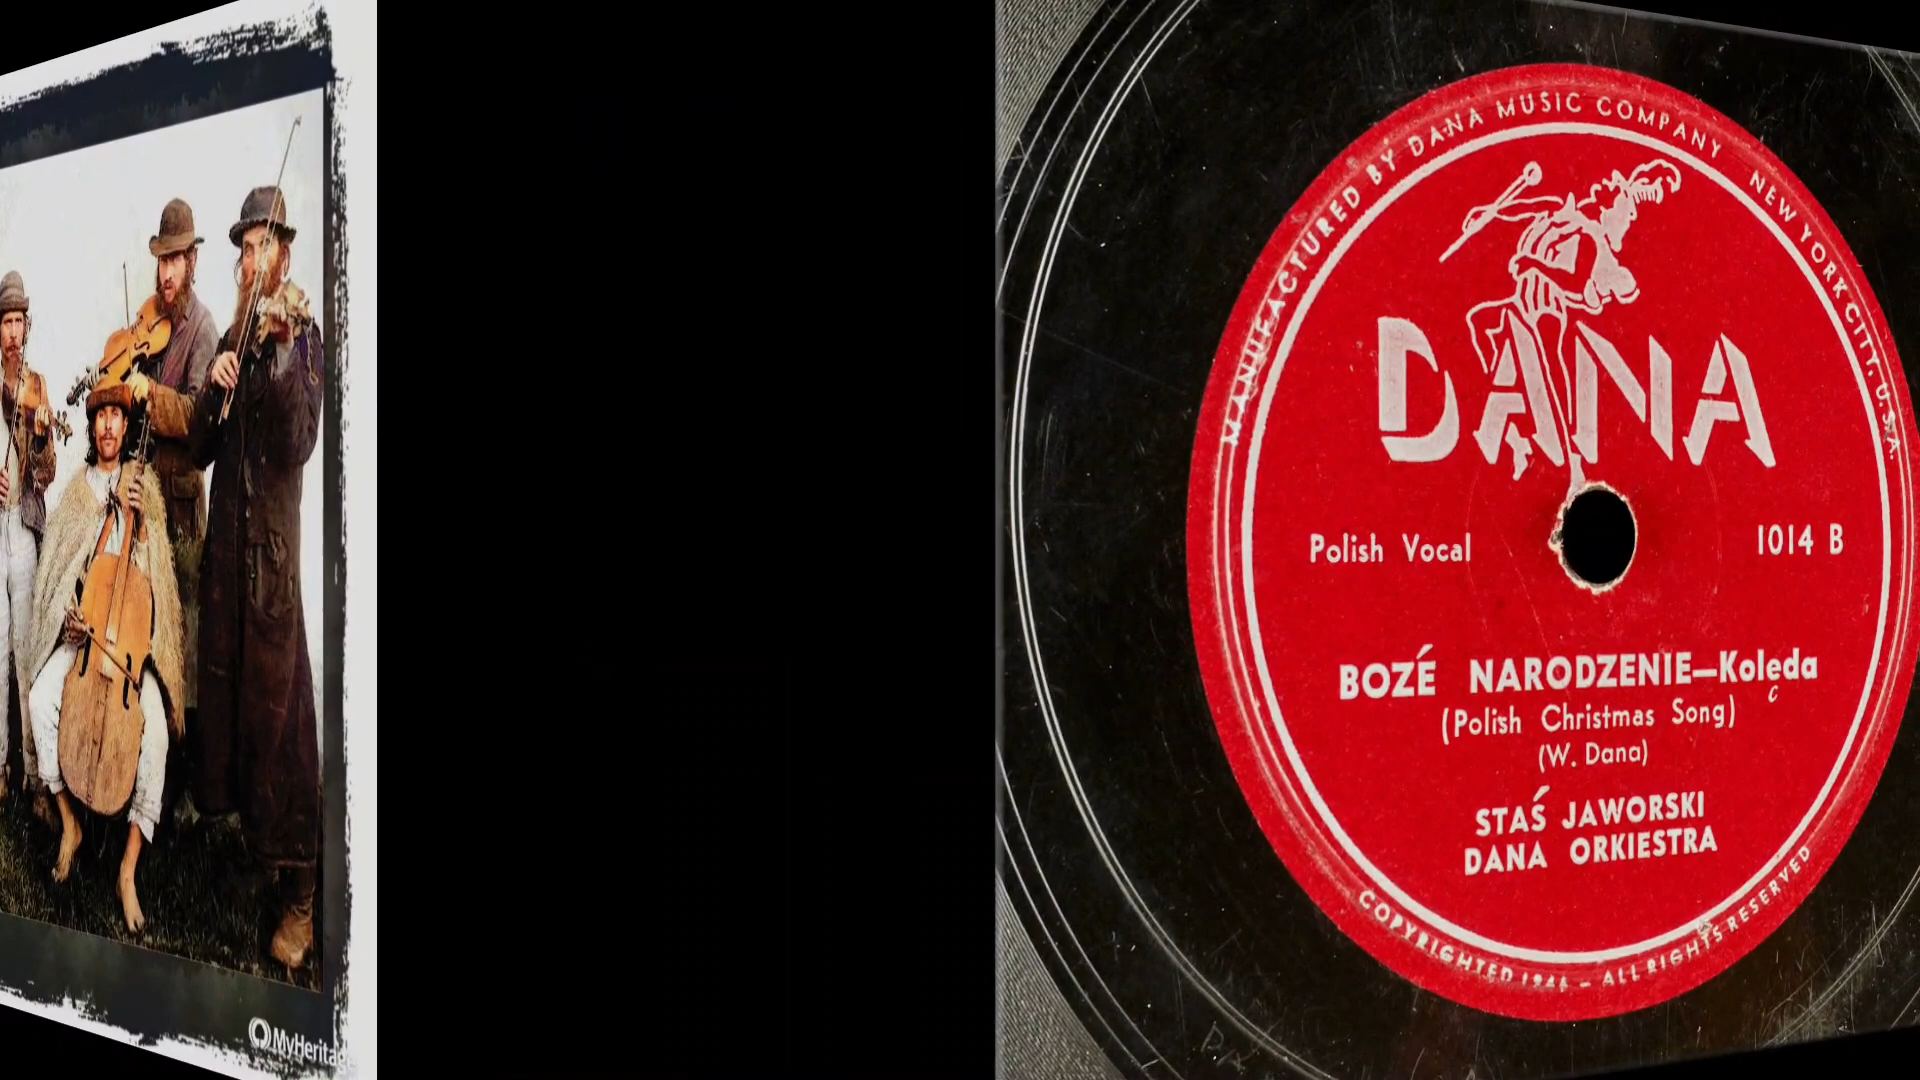 MyHeritage
MANUFACTURED BY DANA MUSIC COMPANY NEW YORK CITY, U.S.A.
DANA
Polish Vocal
1014 B
BOZÉ NARODZENIE—Koleda
(Polish Christmas Song)
(W. Dana)
STAŚ JAWORSKI
DANA ORKIESTRA
COPYRIGHTED 1946 – ALL RIGHTS RESERVED